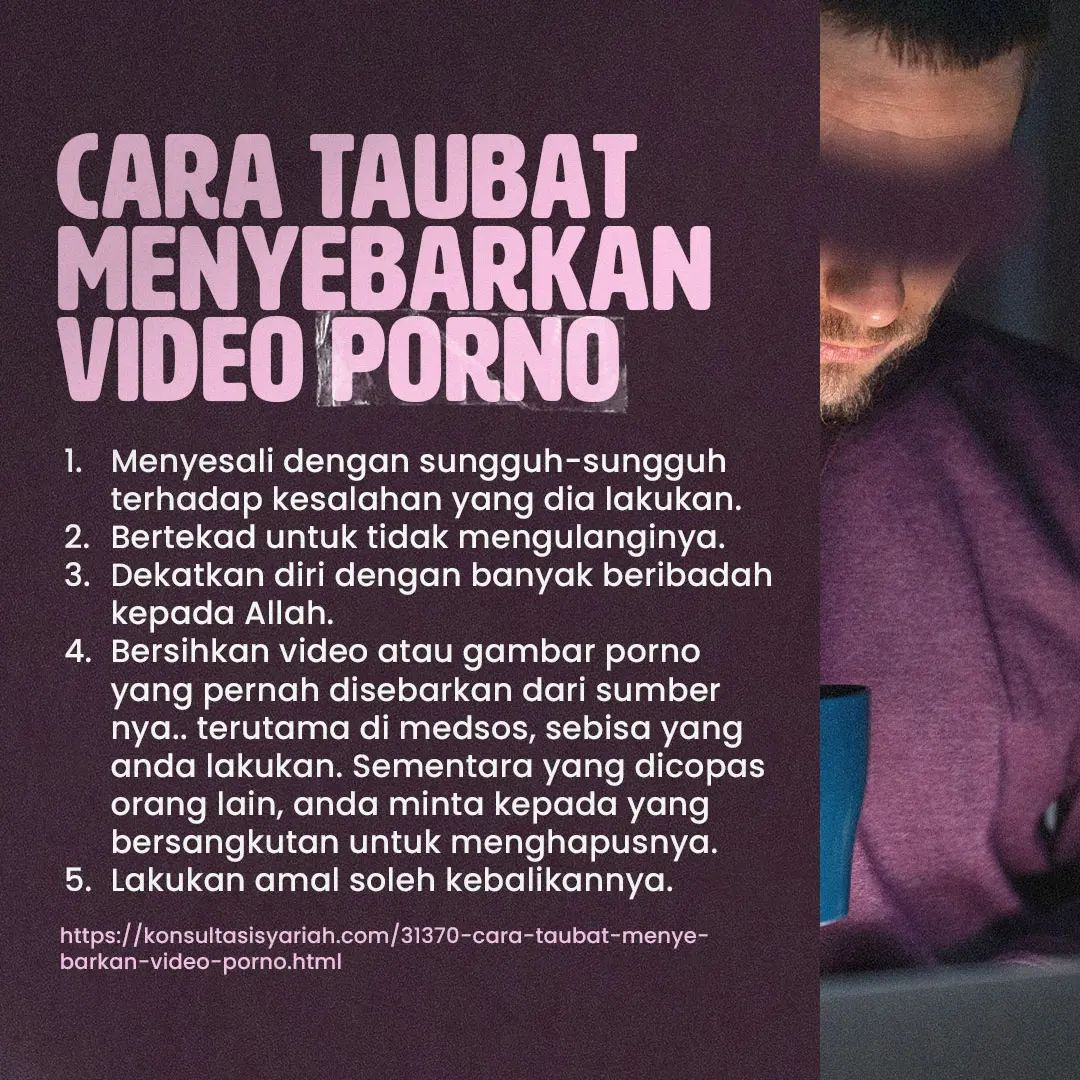 CARA TAUBAT
MENYEBARKAN
VIDEO PORNO
1. Menyesali dengan sungguh-sungguh
terhadap kesalahan yang dia lakukan.
2. Bertekad untuk tidak mengulanginya.
3. Dekatkan diri dengan banyak beribadah
kepada Allah.
4. Bersihkan video atau gambar porno
yang pernah disebarkan dari sumber
nya.. terutama di medsos, sebisa yang
anda lakukan. Sementara yang dicopas
orang lain, anda minta kepada yang
bersangkutan untuk menghapusnya.
5. Lakukan amal soleh kebalikannya.
https://konsultasisyariah.com/31370-cara-taubat-menye-
barkan-video-porno.html